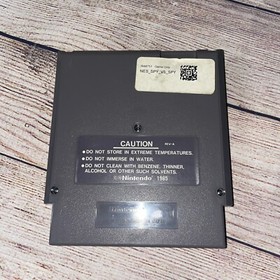 NES_SPY_VS_SPY
CAUTION REV-A
• DO NOT STORE IN EXTREME TEMPERATURES.
• DO NOT IMMERSE IN WATER.
• DO NOT CLEAN WITH BENZENE, THINNER,
ALCOHOL OR OTHER SUCH SOLVENTS.
©Nintendo 1985